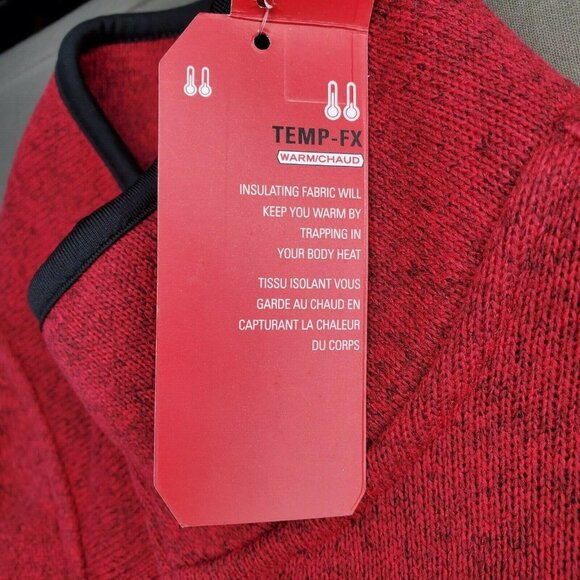 TEMP-FX
WARM/CHAUD
INSULATING FABRIC WILL
KEEP YOU WARM BY
TRAPPING IN
YOUR BODY HEAT
TISSU ISOLANT VOUS
GARDE AU CHAUD EN
CAPTURANT LA CHALEUR
DU CORPS